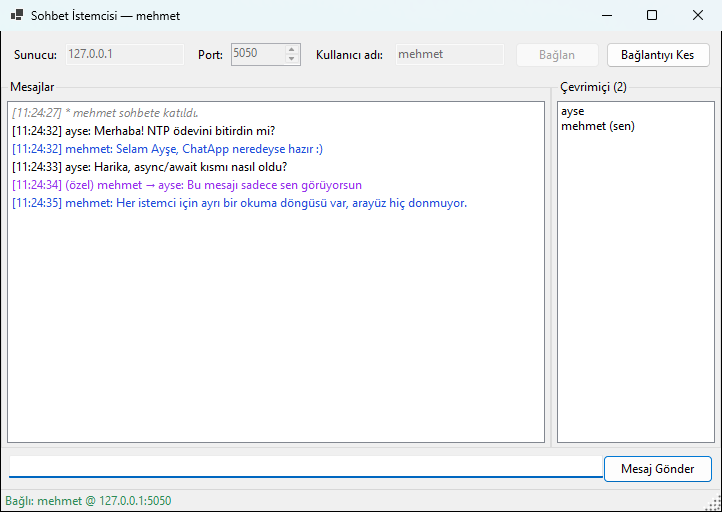 Sohbet İstemcisi — mehmet
Sunucu: 127.0.0.1 Port: 5050 Kullanıcı adı: mehmet Bağlan Bağlantıyı Kes
Mesajlar
[11:24:27] * mehmet sohbete katıldı.
[11:24:32] ayse: Merhaba! NTP ödevini bitirdin mi?
[11:24:32] mehmet: Selam Ayşe, ChatApp neredeyse hazır :)
[11:24:33] ayse: Harika, async/await kısmı nasıl oldu?
[11:24:34] (özel) mehmet → ayse: Bu mesajı sadece sen görüyorsun
[11:24:35] mehmet: Her istemci için ayrı bir okuma döngüsü var, arayüz hiç donmuyor.
Çevrimiçi (2)
ayse
mehmet (sen)
Mesaj Gönder
Bağlı: mehmet @ 127.0.0.1:5050